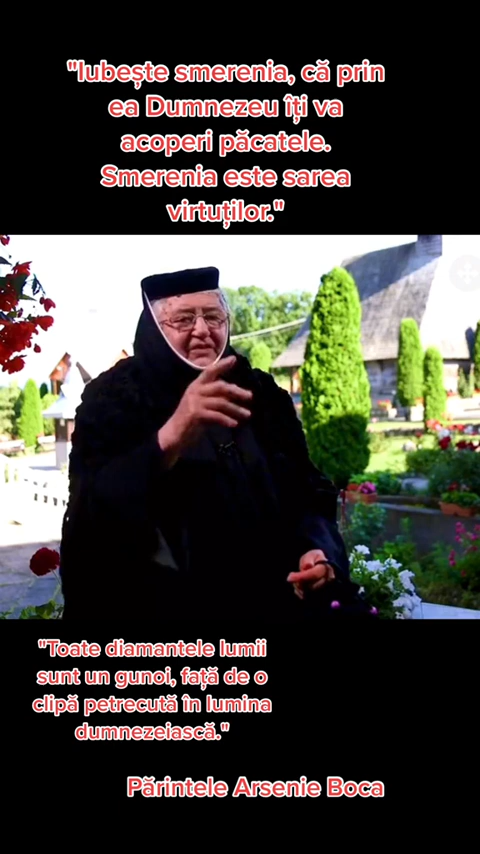 "Iubește smerenia, că prin
ea Dumnezeu îți va
acoperi păcatele.
Smerenia este sarea
virtuților."
"Toate diamantele lumii
sunt un gunoi, față de o
clipă petrecută în lumina
dumnezeiască."
Părintele Arsenie Boca